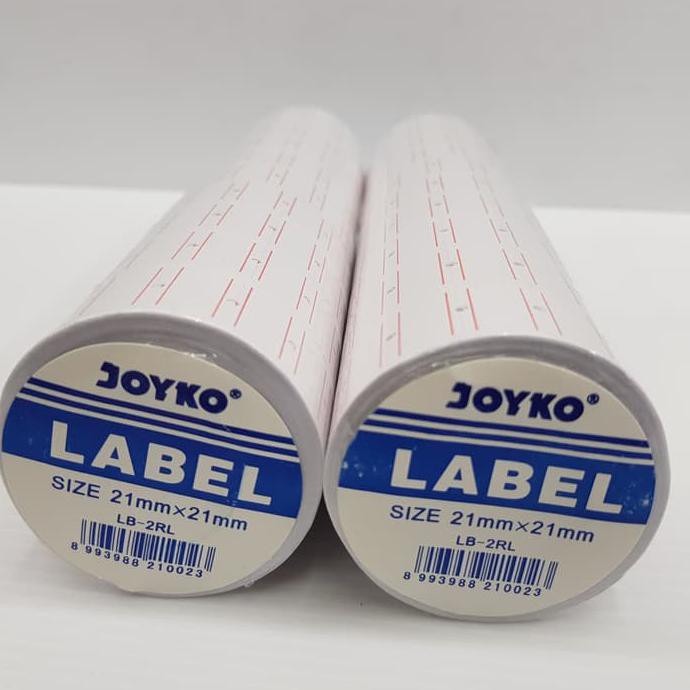 JOYKO®
LABEL
SIZE 21mm×21mm
LB-2RL
8 993988 210023
JOYKO®
LABEL
SIZE 21mm×21mm
LB-2RL
8 993988 210023